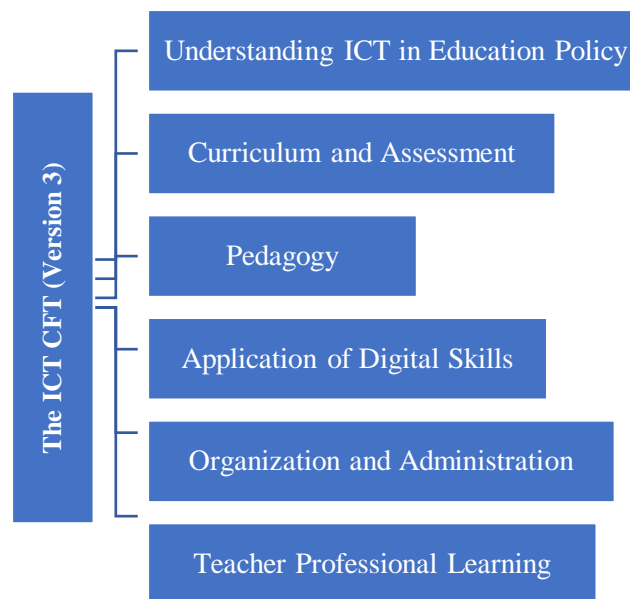 The ICT CFT (Version 3)
Understanding ICT in Education Policy
Curriculum and Assessment
Pedagogy
Application of Digital Skills
Organization and Administration
Teacher Professional Learning